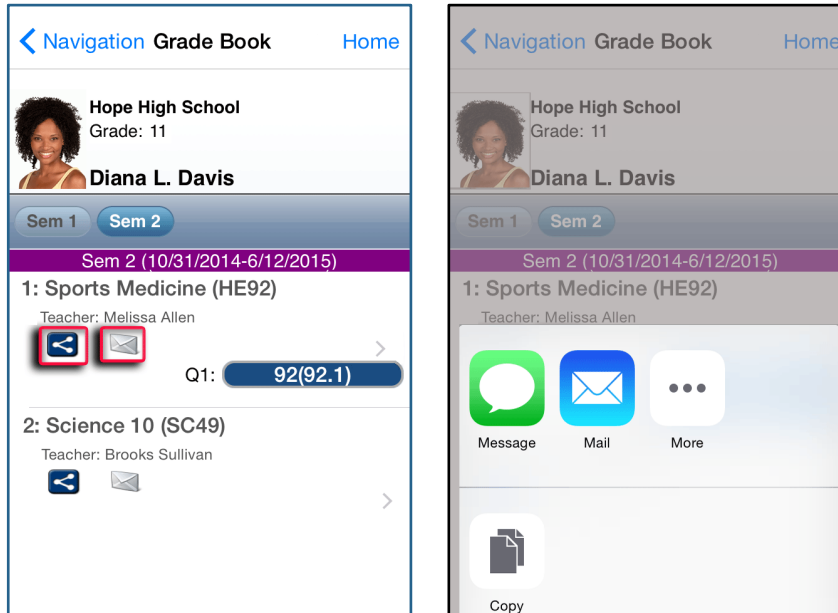 Navigation Grade Book Home
Hope High School
Grade: 11
Diana L. Davis
Sem 1 Sem 2
Sem 2 (10/31/2014-6/12/2015)
1: Sports Medicine (HE92)
Teacher: Melissa Allen
Q1: 92(92.1)
2: Science 10 (SC49)
Teacher: Brooks Sullivan
Navigation Grade Book Home
Hope High School
Grade: 11
Diana L. Davis
Sem 1 Sem 2
Sem 2 (10/31/2014-6/12/2015)
1: Sports Medicine (HE92)
Teacher: Melissa Allen
Message Mail More
Copy